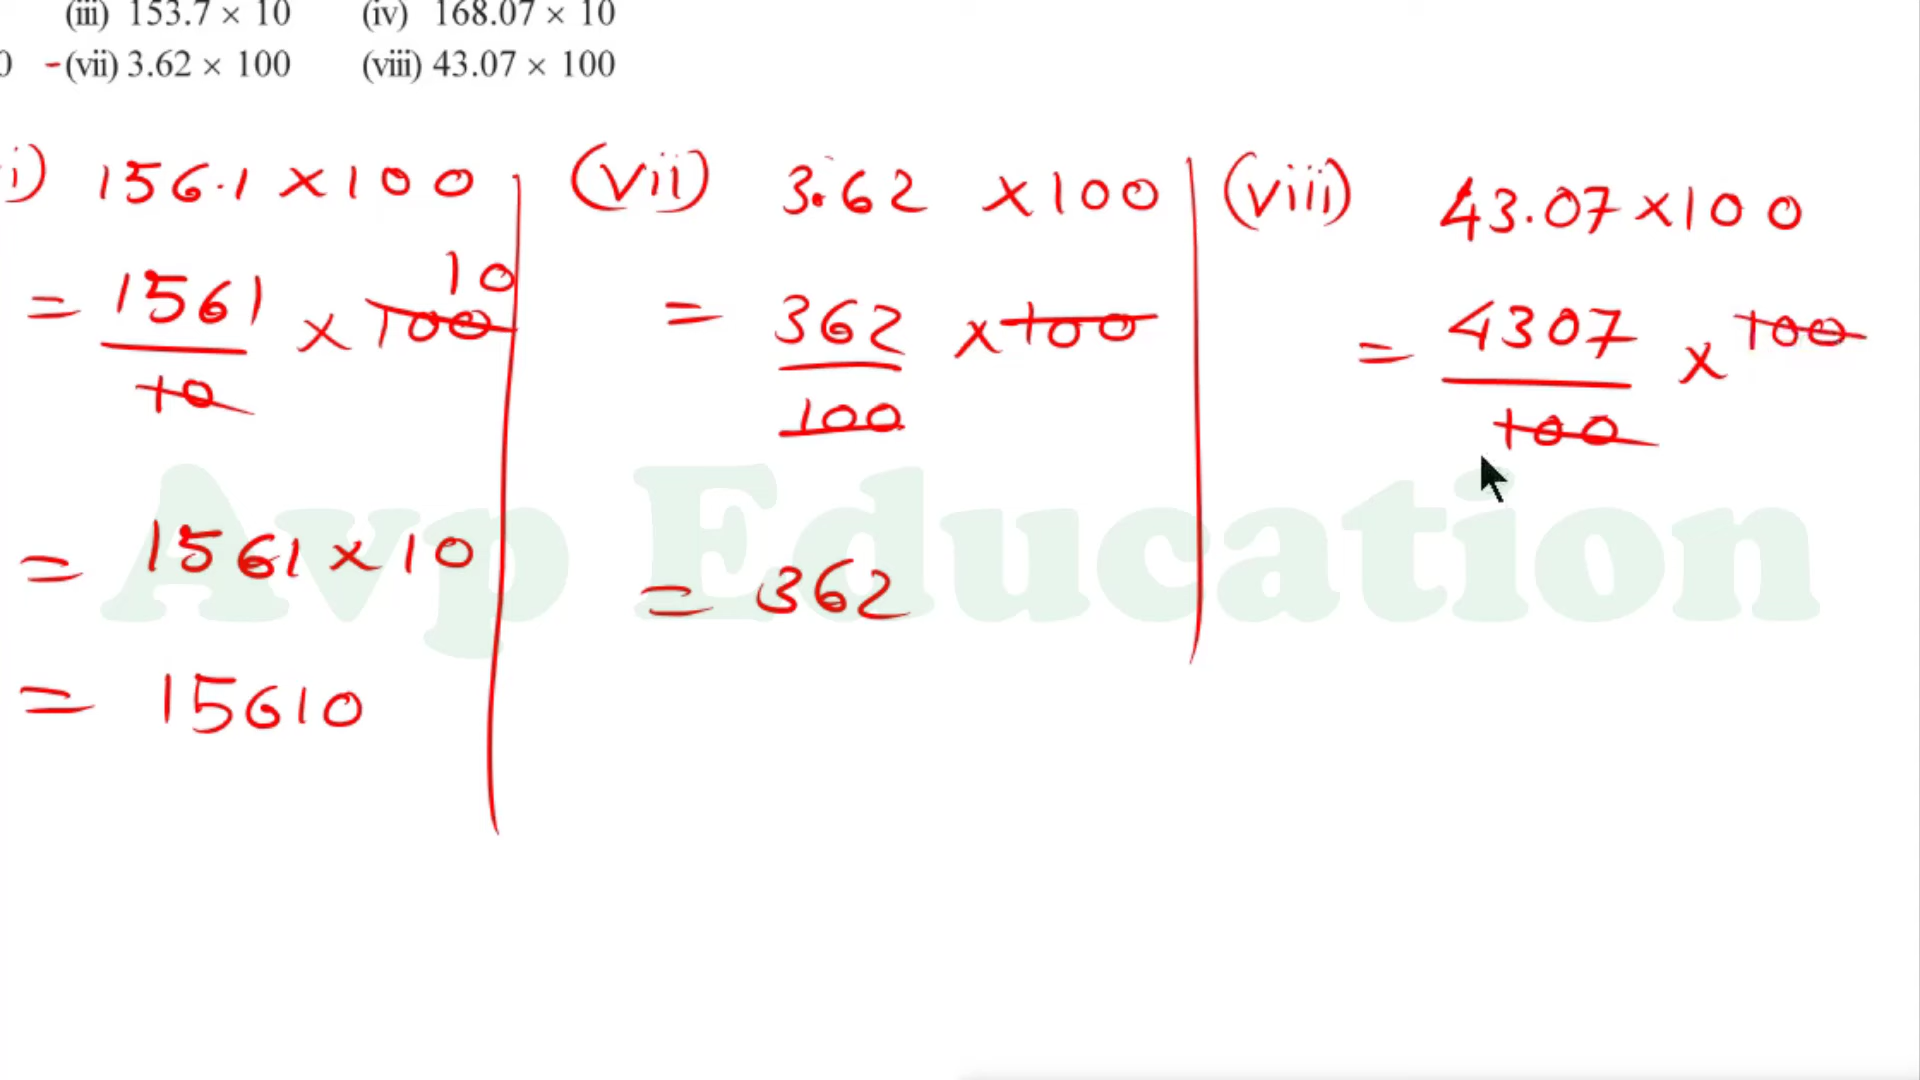 (iii) 153.7 × 10 (iv) 168.07 × 10
0 -(vii) 3.62 × 100 (viii) 43.07 × 100
i) 156.1 × 100
= 1561/10 × 100 10
= 1561 × 10
= 15610
(vii) 3.62 × 100
= 362/100 × 100
= 362
(viii) 43.07 × 100
= 4307/100 × 100
Avp Education